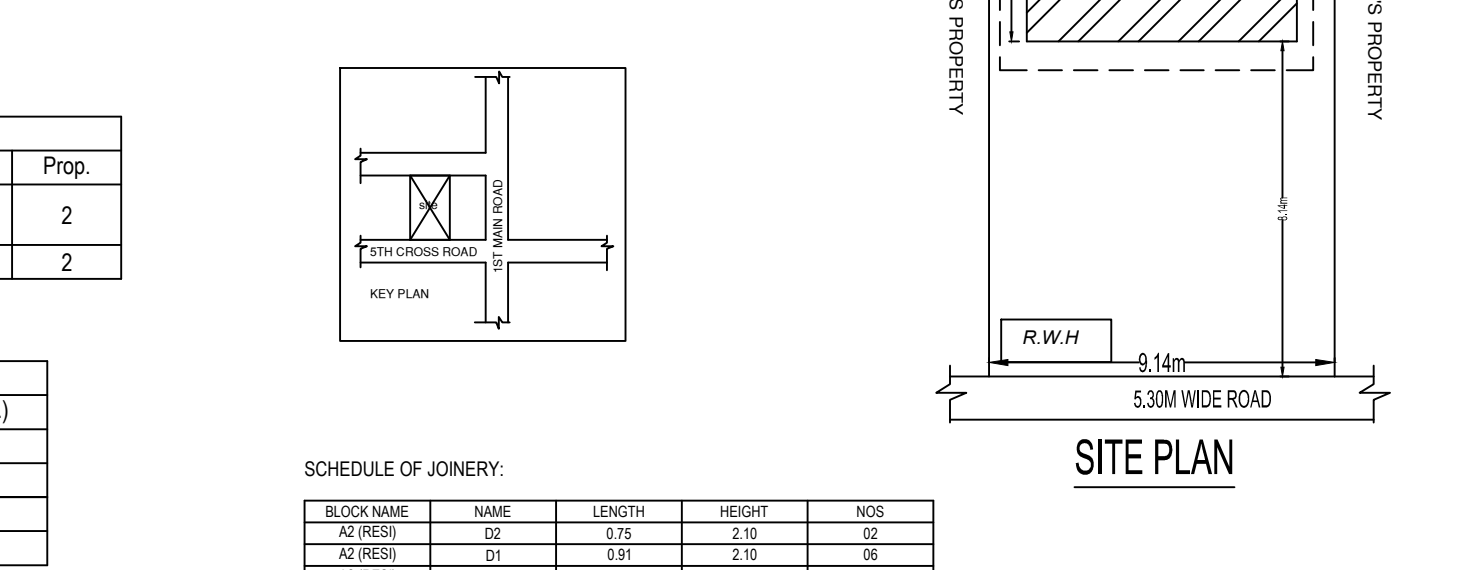 S PROPERTY
'S PROPERTY
Prop.
2
2
)
site
1ST MAIN ROAD
5TH CROSS ROAD
KEY PLAN
R.W.H
9.14m
5.30M WIDE ROAD
SITE PLAN
SCHEDULE OF JOINERY:
BLOCK NAME NAME LENGTH HEIGHT NOS
A2 (RESI) D2 0.75 2.10 02
A2 (RESI) D1 0.91 2.10 06